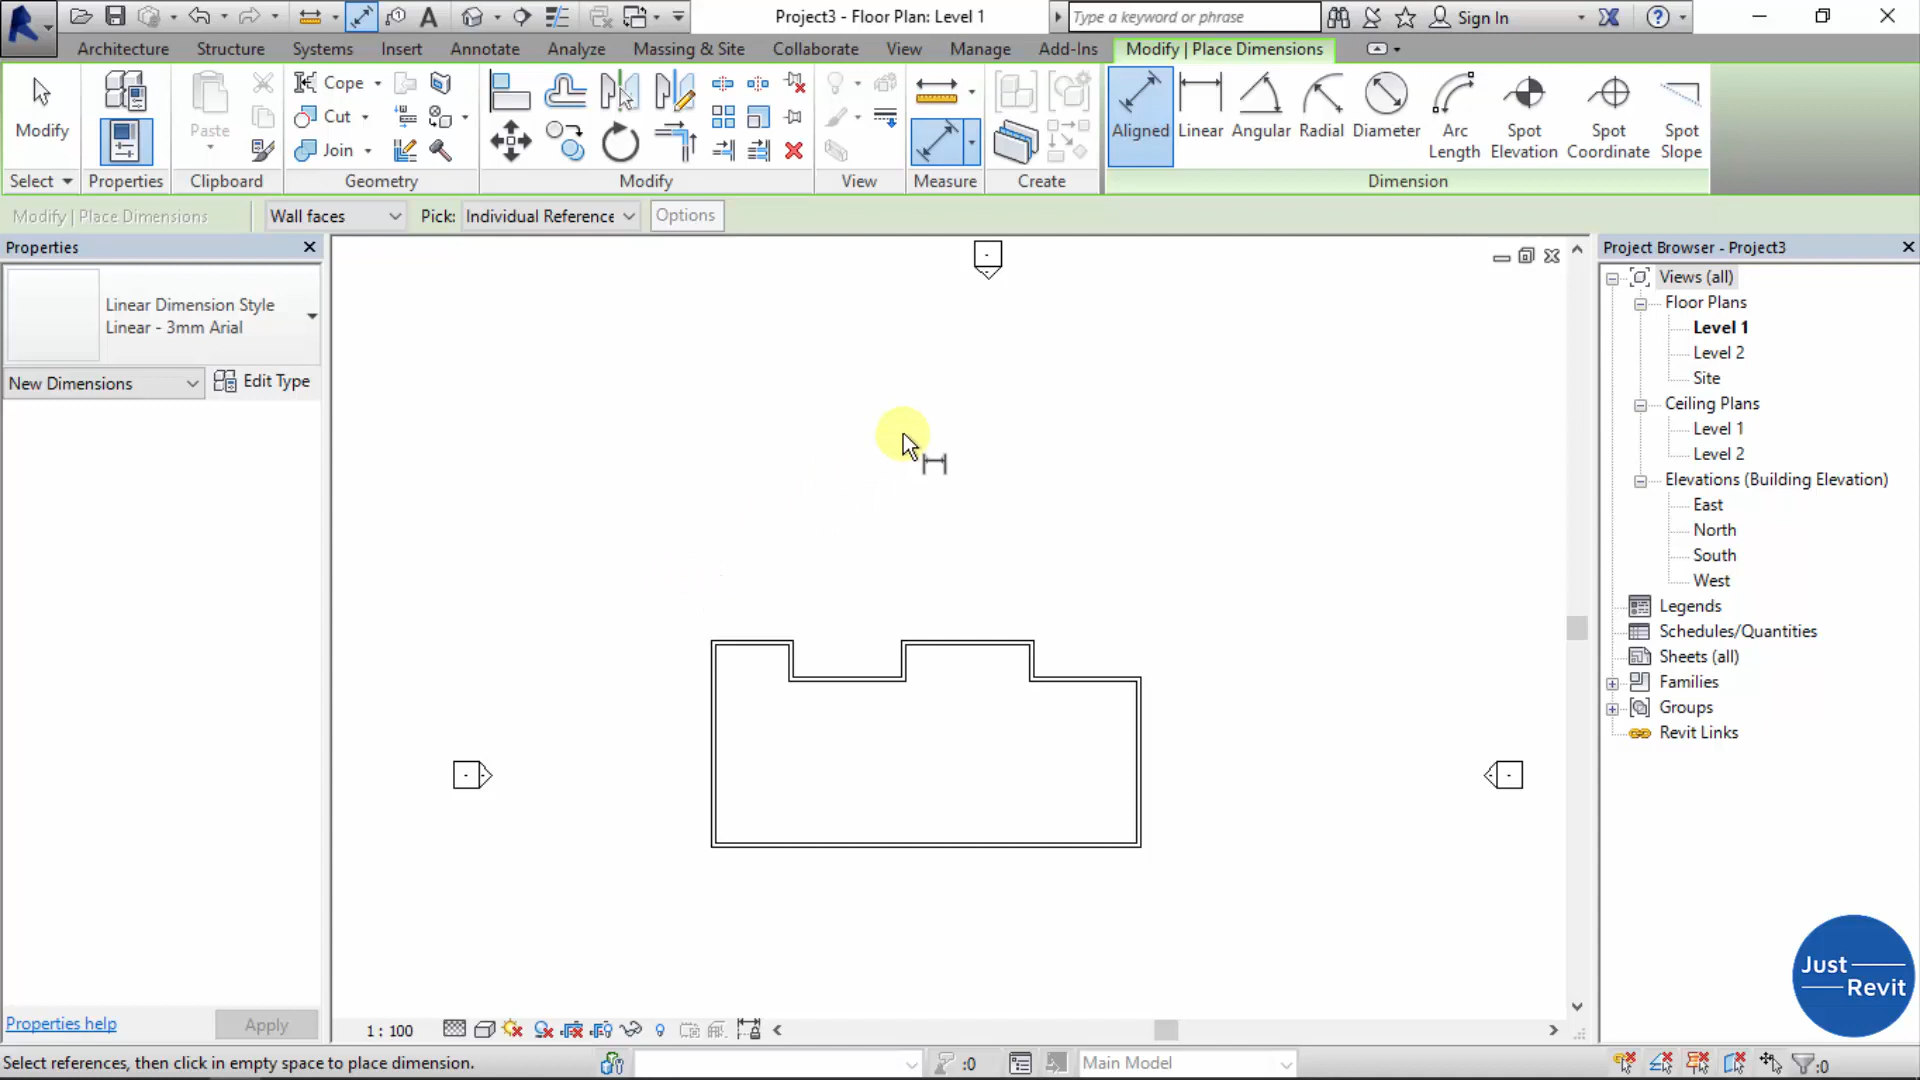 Project3 - Floor Plan: Level 1
Type a keyword or phrase
Sign In
Architecture
Structure
Systems
Insert
Annotate
Analyze
Massing & Site
Collaborate
View
Manage
Add-Ins
Modify | Place Dimensions
Modify
Select
Properties
Paste
Clipboard
Cope
Cut
Join
Geometry
Modify
View
Measure
Create
Aligned
Linear
Angular
Radial
Diameter
Arc
Length
Spot
Elevation
Spot
Coordinate
Spot
Slope
Dimension
Modify | Place Dimensions
Wall faces
Pick:
Individual Reference
Options
Properties
Linear Dimension Style
Linear - 3mm Arial
New Dimensions
Edit Type
Properties help
Apply
Project Browser - Project3
Views (all)
Floor Plans
Level 1
Level 2
Site
Ceiling Plans
Level 1
Level 2
Elevations (Building Elevation)
East
North
South
West
Legends
Schedules/Quantities
Sheets (all)
Families
Groups
Revit Links
Just
Revit
1 : 100
Select references, then click in empty space to place dimension.
:0
Main Model
:0